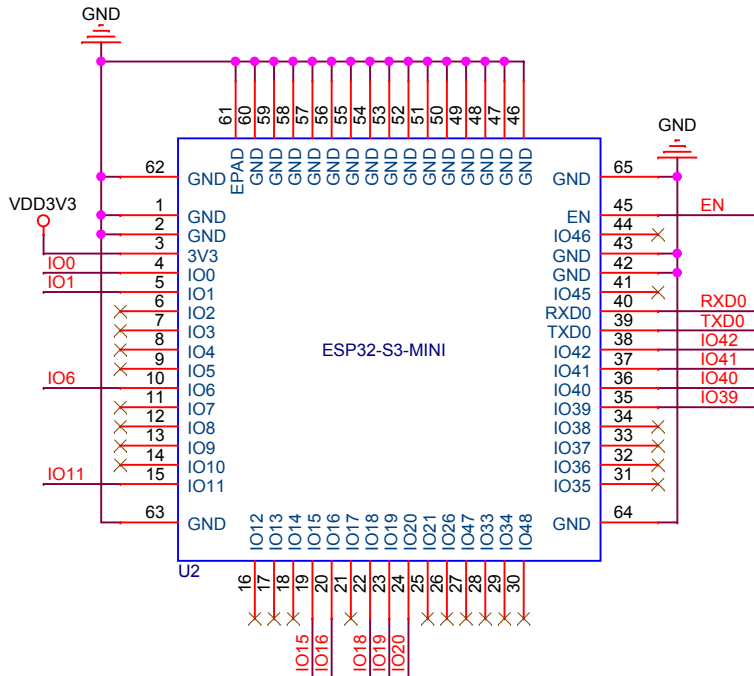 GND
61 60 59 58 57 56 55 54 53 52 51 50 49 48 47 46
EPAD GND GND GND GND GND GND GND GND GND GND GND GND GND GND GND
GND
62 GND GND 65
VDD3V3
1 GND EN 45 EN
2 GND IO46 44
3 3V3 GND 43
IO0 4 IO0 GND 42
IO1 5 IO1 IO45 41
6 IO2 RXD0 40 RXD0
7 IO3 TXD0 39 TXD0
8 IO4 IO42 38 IO42
ESP32-S3-MINI
9 IO5 IO41 37 IO41
IO6 10 IO6 IO40 36 IO40
11 IO7 IO39 35 IO39
12 IO8 IO38 34
13 IO9 IO37 33
14 IO10 IO36 32
IO11 15 IO11 IO35 31
63 GND GND 64
IO12 IO13 IO14 IO15 IO16 IO17 IO18 IO19 IO20 IO21 IO26 IO47 IO33 IO34 IO48
U2
16 17 18 19 20 21 22 23 24 25 26 27 28 29 30
IO15 IO16 IO18 IO19 IO20